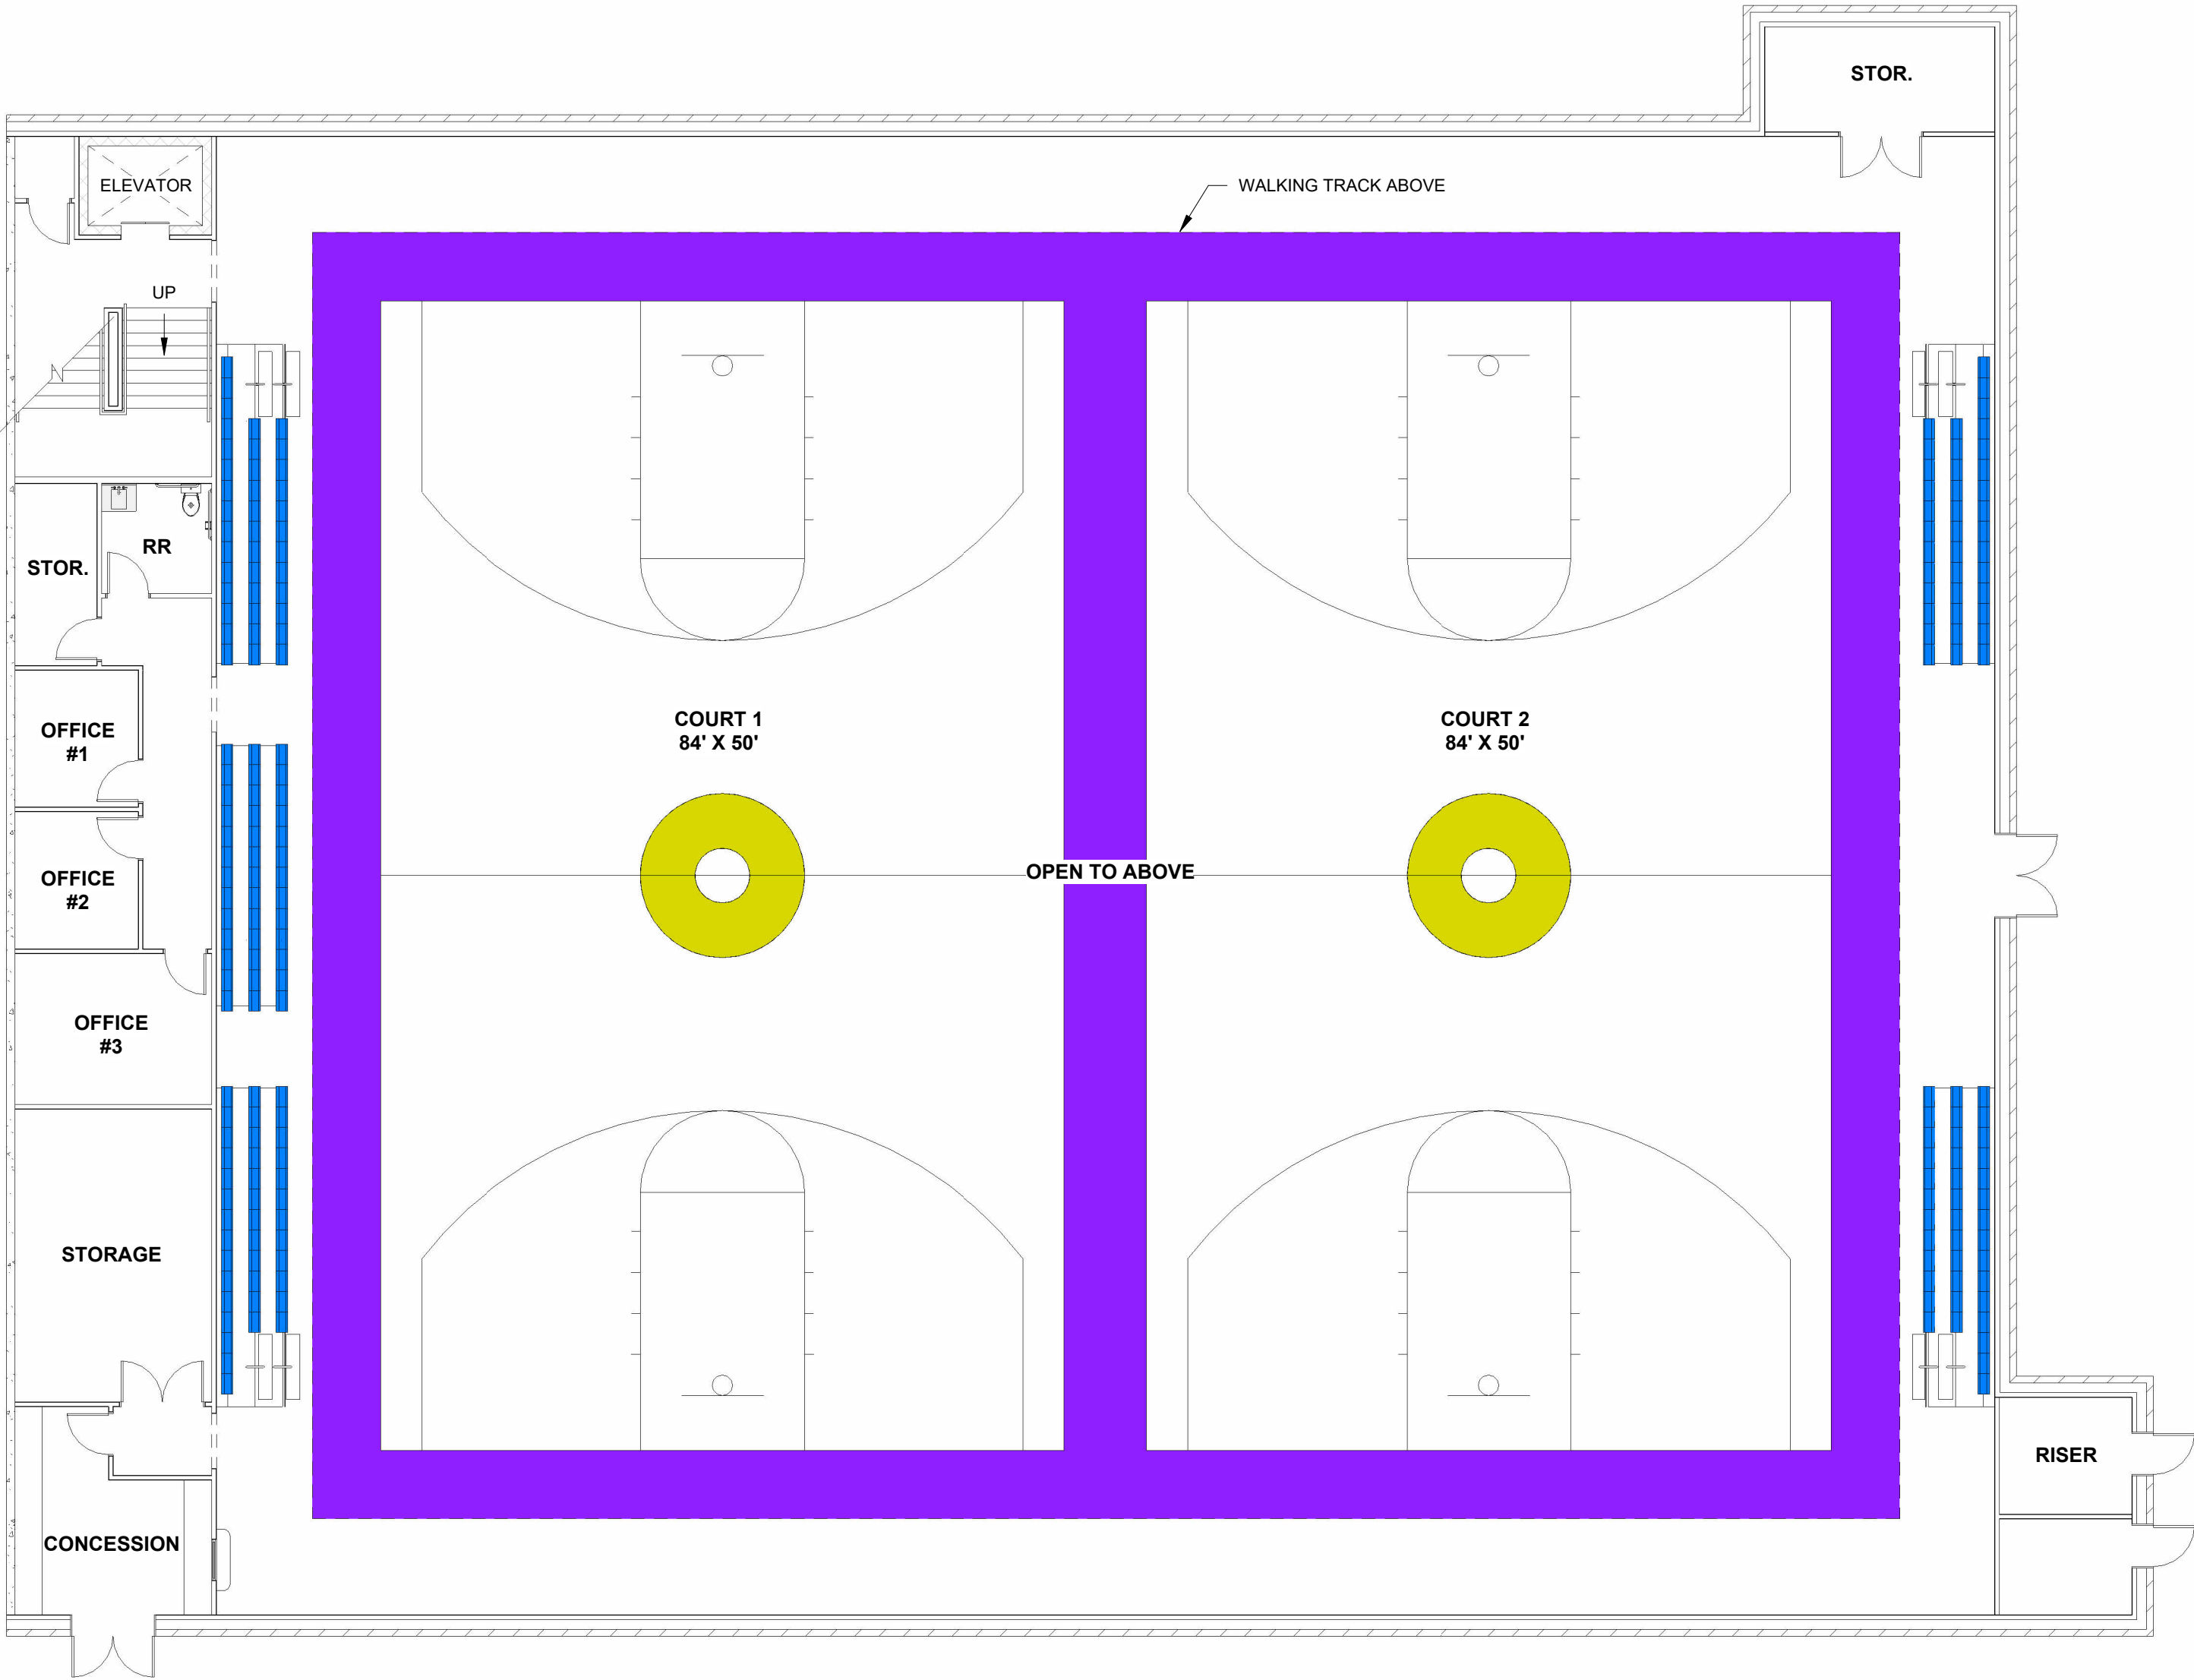 STOR.
ELEVATOR
WALKING TRACK ABOVE
UP
RR
STOR.
OFFICE
#1
COURT 1
84' X 50'
COURT 2
84' X 50'
OPEN TO ABOVE
OFFICE
#2
OFFICE
#3
STORAGE
RISER
CONCESSION